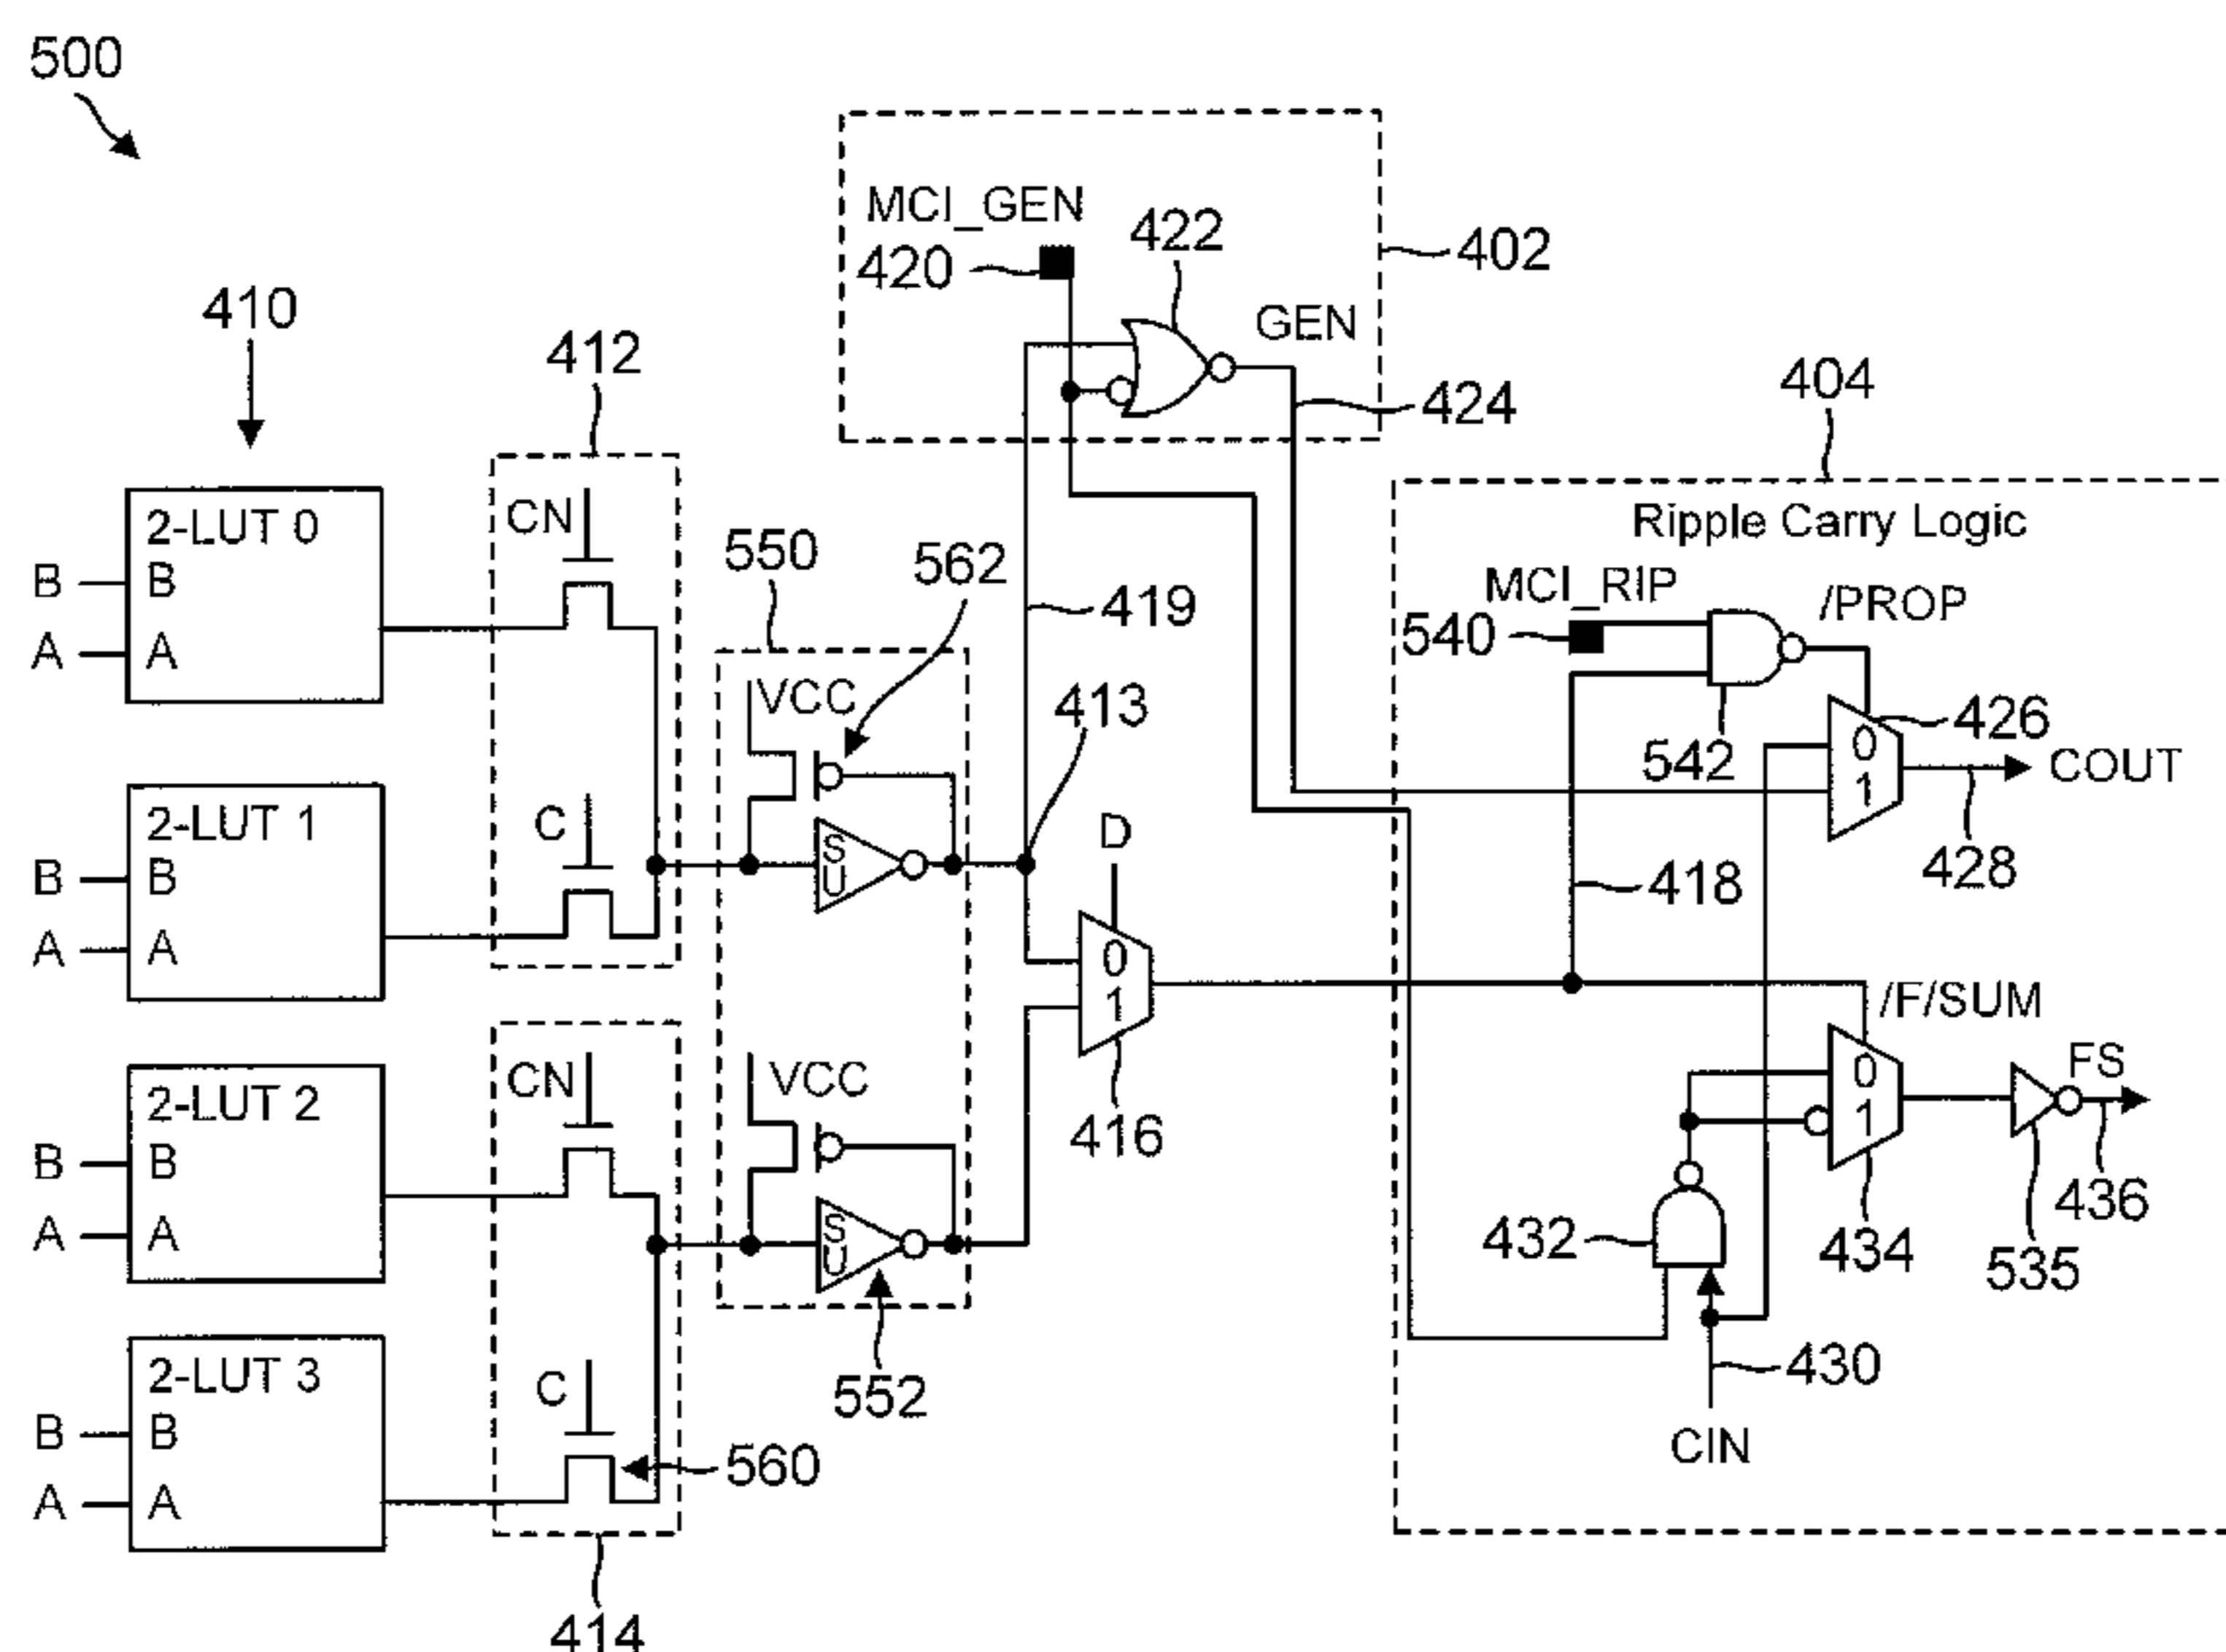 500
MCI_GEN
420
422
GEN
402
424
410
412
404
Ripple Carry Logic
2-LUT 0
B B
A A
CN
550
562
419
MCI_RIP
540
/PROP
VCC
413
542
426
0
1
COUT
2-LUT 1
B B
A A
C
S
U
D
418
428
0
1
416
/F/SUM
2-LUT 2
B B
A A
CN
VCC
S
U
552
0
1
FS
432
434
535
436
2-LUT 3
B B
A A
C
560
430
CIN
414